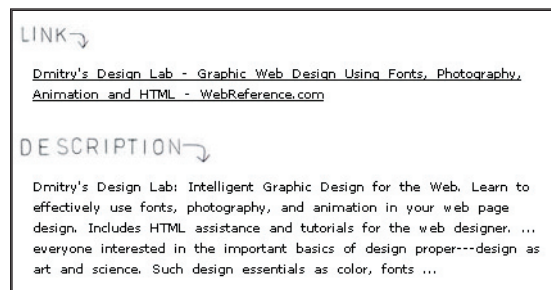 LINK
Dmitry's Design Lab - Graphic Web Design Using Fonts, Photography,
Animation and HTML - WebReference.com
DESCRIPTION
Dmitry's Design Lab: Intelligent Graphic Design for the Web. Learn to
effectively use fonts, photography, and animation in your web page
design. Includes HTML assistance and tutorials for the web designer. ...
everyone interested in the important basics of design proper---design as
art and science. Such design essentials as color, fonts ...